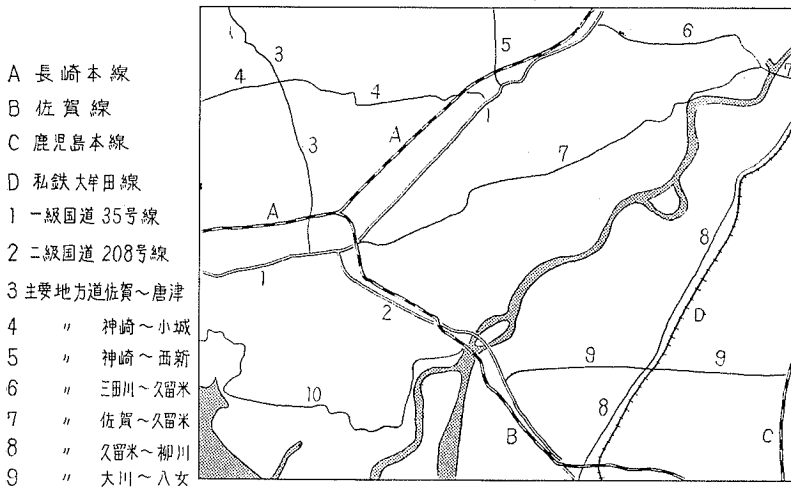 A 長崎本線
B 佐賀線
C 鹿児島本線
D 私鉄大牟田線
1 一級国道35号線
2 二級国道208号線
3 主要地方道佐賀~唐津
4 〃 神崎~小城
5 〃 神崎~西新
6 〃 三田川~久留米
7 〃 佐賀~久留米
8 〃 久留米~柳川
9 〃 大川~八女
3
5
6
7
4
4
A
1
3
7
A
8
1
2
D
9
9
10
8
B
C